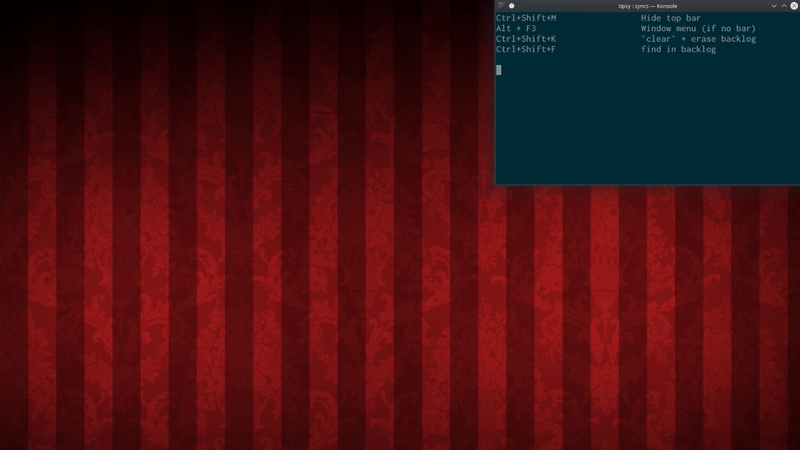 tipsy : syncs — Konsole
Ctrl+Shift+M Hide top bar
Alt + F3 Window menu (if no bar)
Ctrl+Shift+K `clear` + erase backlog
Ctrl+Shift+F find in backlog